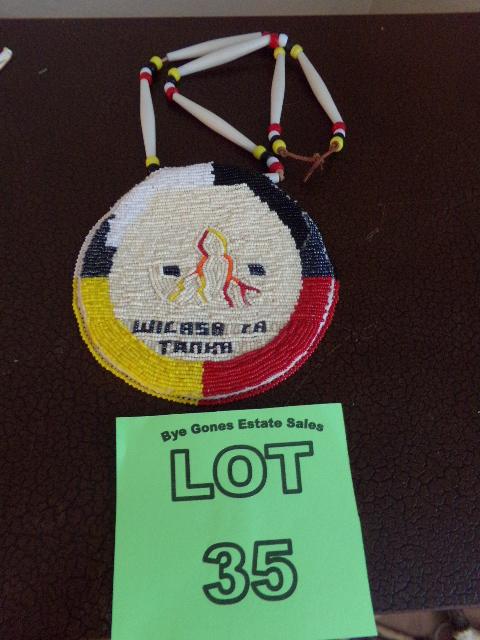 WICASA TA
TANKA
Bye Gones Estate Sales
LOT
35